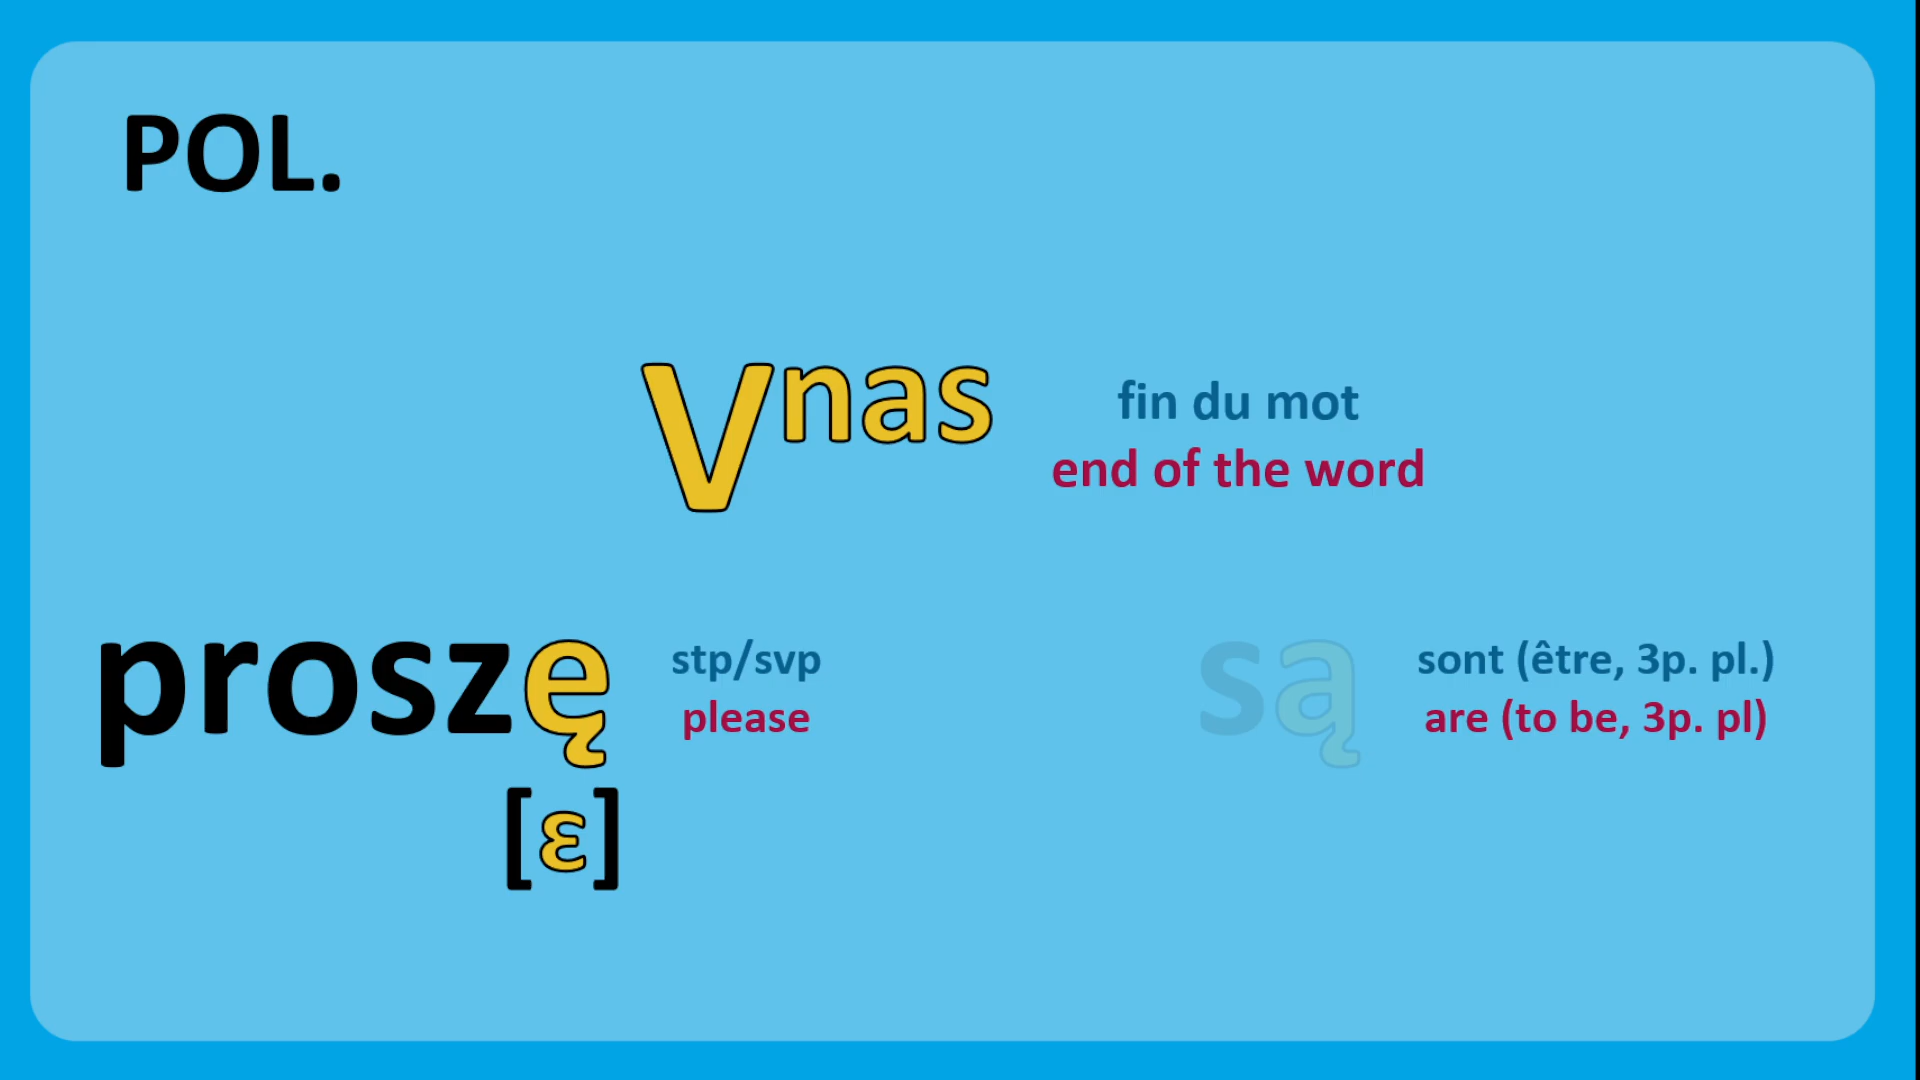 POL.
Vnas
fin du mot
end of the word
proszę
stp/svp
please
[ɛ]
są
sont (être, 3p. pl.)
are (to be, 3p. pl)